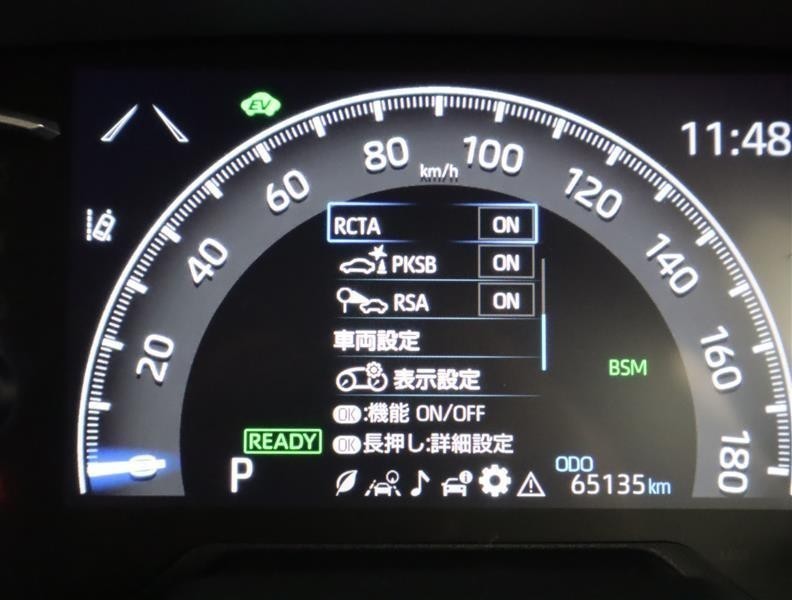 EV
11:48
80
100
km/h
60
120
RCTA ON
40
140
PKSB ON
RSA ON
車両設定
20
160
BSM
表示設定
OK:機能 ON/OFF
READY
OK長押し:詳細設定
P
180
ODO
65135km